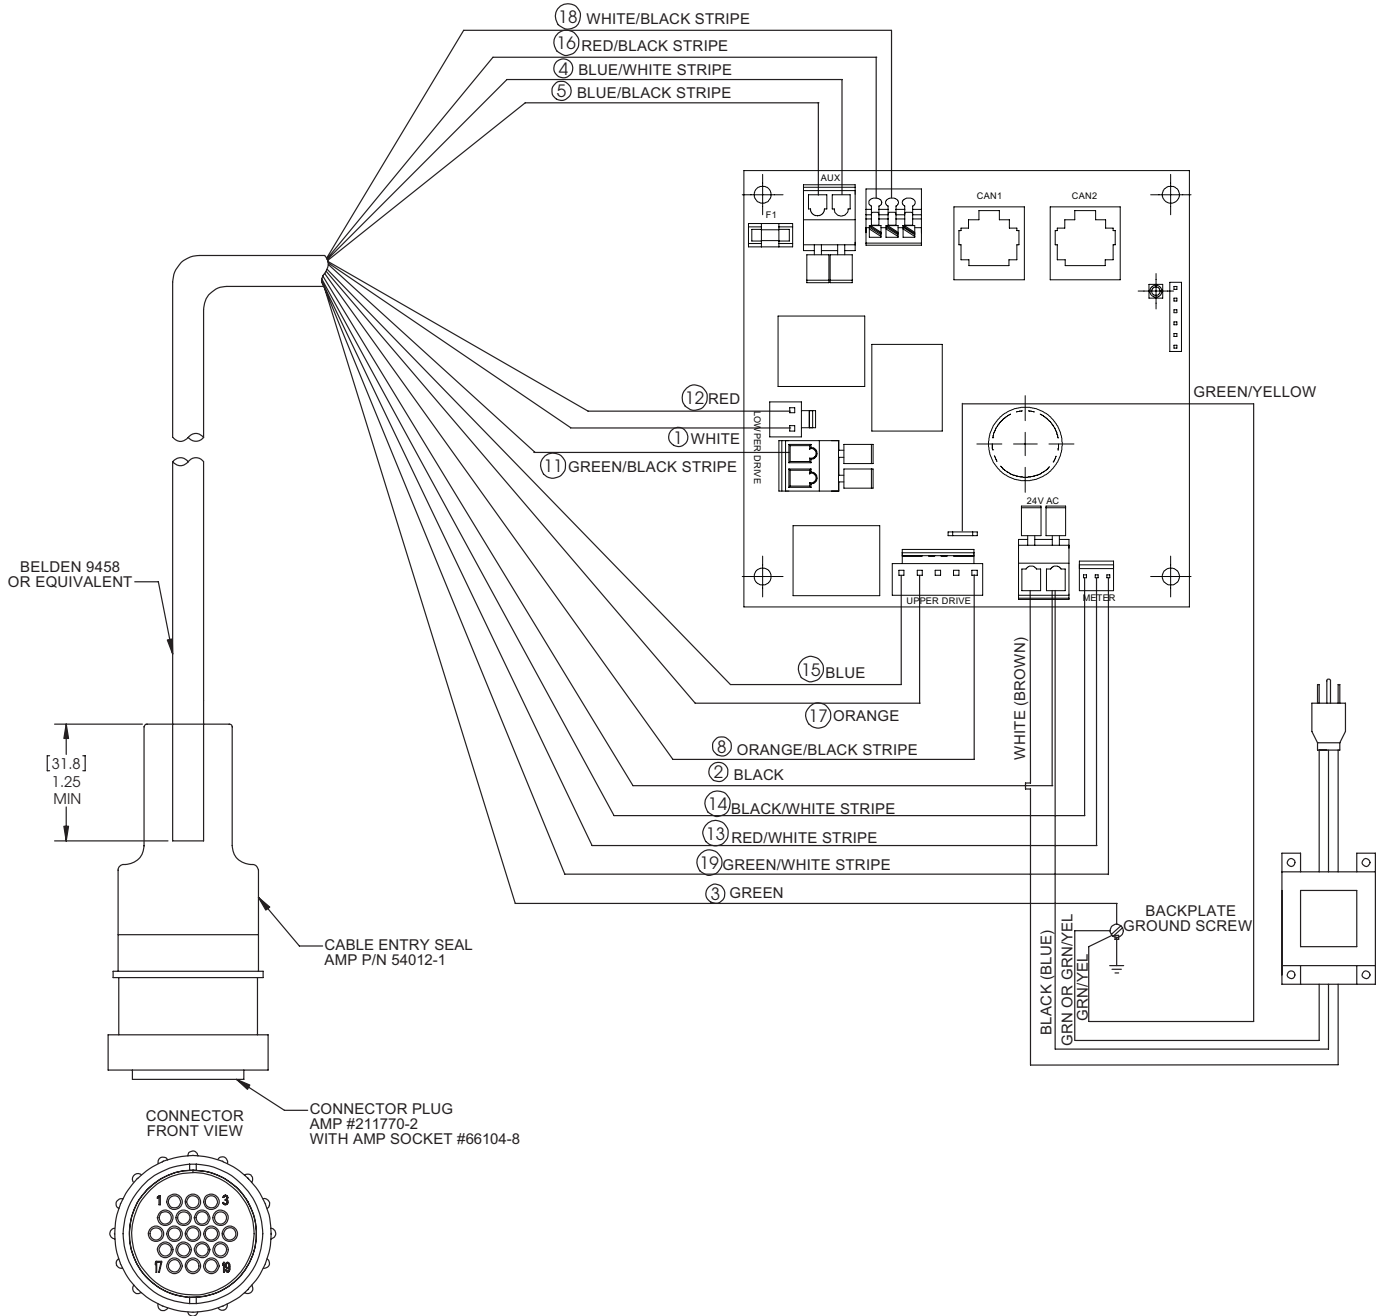 18 WHITE/BLACK STRIPE
16 RED/BLACK STRIPE
4 BLUE/WHITE STRIPE
5 BLUE/BLACK STRIPE
AUX
F1
CAN1
CAN2
GREEN/YELLOW
12 RED
1 WHITE
11 GREEN/BLACK STRIPE
LOW/PER DRIVE
24V AC
UPPER DRIVE
METER
BELDEN 9458
OR EQUIVALENT
15 BLUE
17 ORANGE
8 ORANGE/BLACK STRIPE
2 BLACK
14 BLACK/WHITE STRIPE
13 RED/WHITE STRIPE
19 GREEN/WHITE STRIPE
3 GREEN
WHITE (BROWN)
[31.8]
1.25
MIN
BACKPLATE
GROUND SCREW
BLACK (BLUE)
GRN OR GRN/YEL
GRN/YEL
CABLE ENTRY SEAL
AMP P/N 54012-1
CONNECTOR PLUG
AMP #211770-2
WITH AMP SOCKET #66104-8
CONNECTOR
FRONT VIEW
1 3
17 19